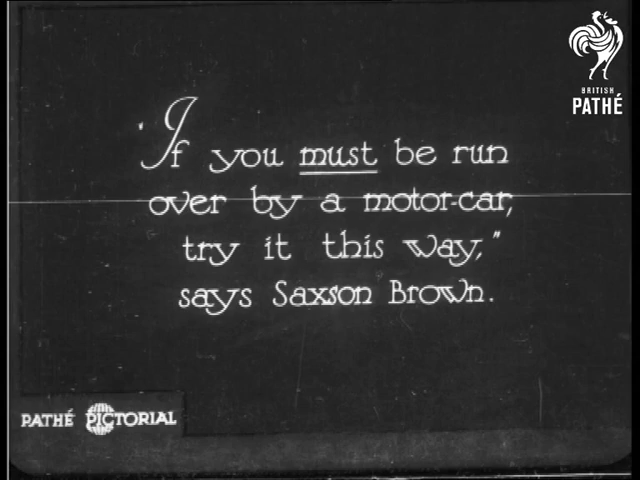 BRITISH
PATHÉ
'If you must be run
over by a motor-car,
try it this way,"
says Saxson Brown.
PATHÉ PICTORIAL